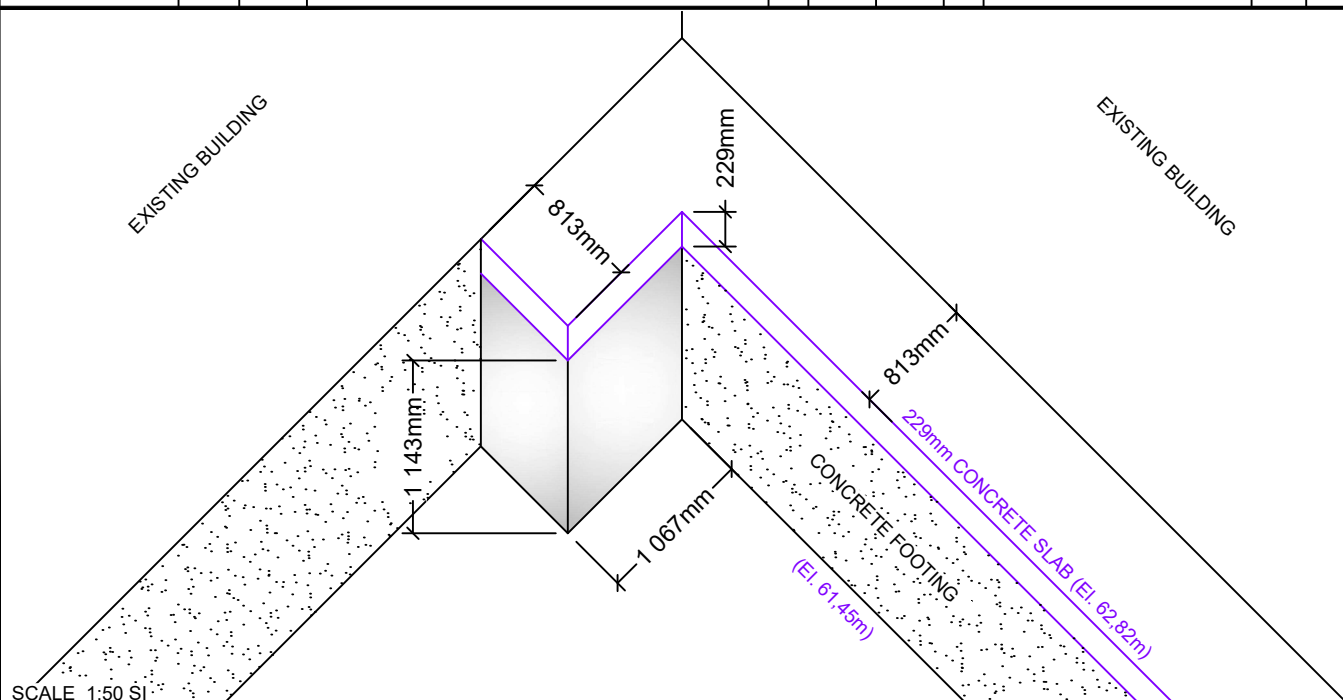 EXISTING BUILDING
EXISTING BUILDING
229mm
813mm
813mm
1 143mm
1 067mm
229mm CONCRETE SLAB (El. 62,82m)
CONCRETE FOOTING
(El. 61,45m)
SCALE 1:50 SI